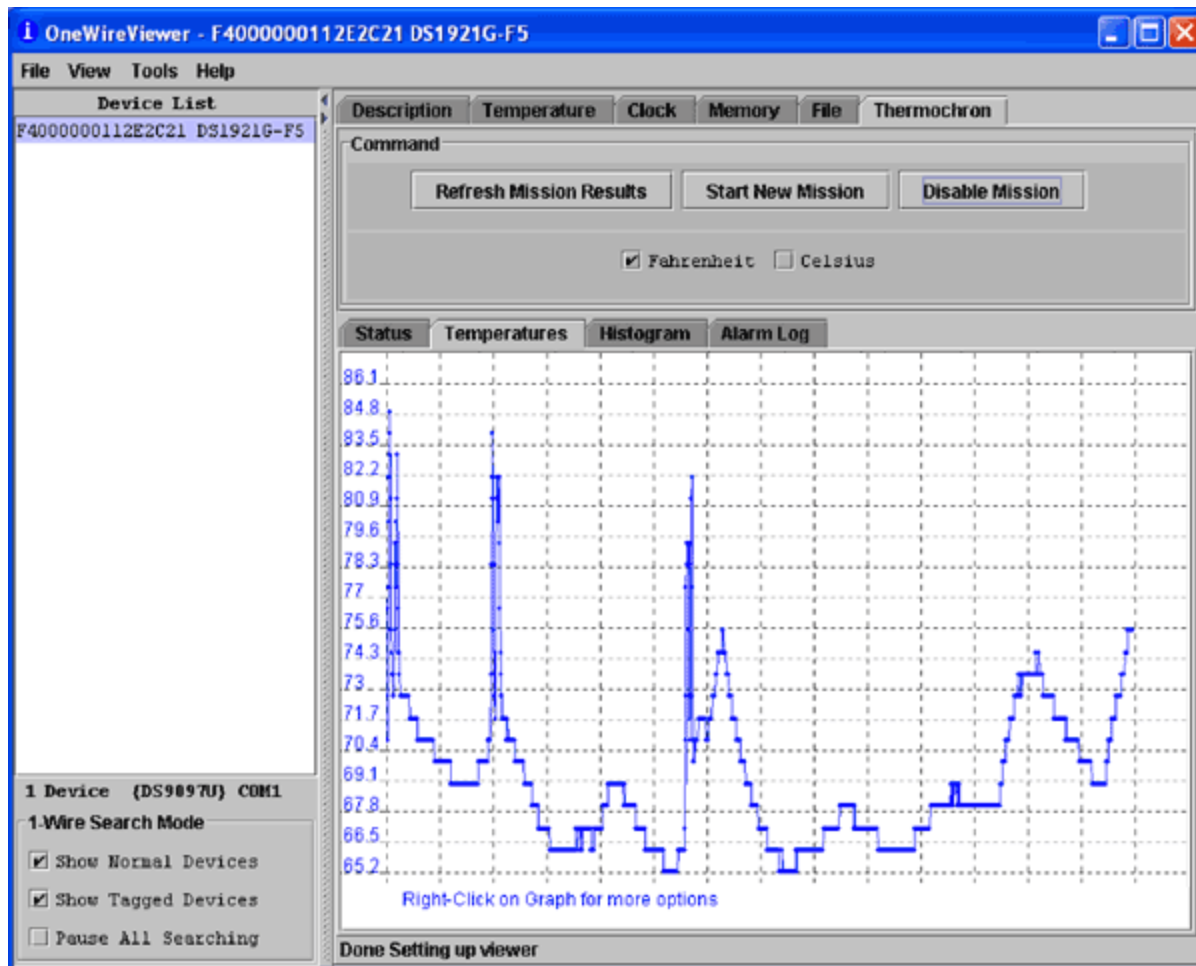 OneWireViewer - F4000000112E2C21 DS1921G-F5
File View Tools Help
Device List
F4000000112E2C21 DS1921G-F5
1 Device (DS9097U) COM1
1-Wire Search Mode
Show Normal Devices
Show Tagged Devices
Pause All Searching
Description Temperature Clock Memory File Thermochron
Command
Refresh Mission Results Start New Mission Disable Mission
Fahrenheit Celsius
Status Temperatures Histogram Alarm Log
86.1
84.8
83.5
82.2
80.9
79.6
78.3
77
75.6
74.3
73
71.7
70.4
69.1
67.8
66.5
65.2
Right-Click on Graph for more options
Done Setting up viewer